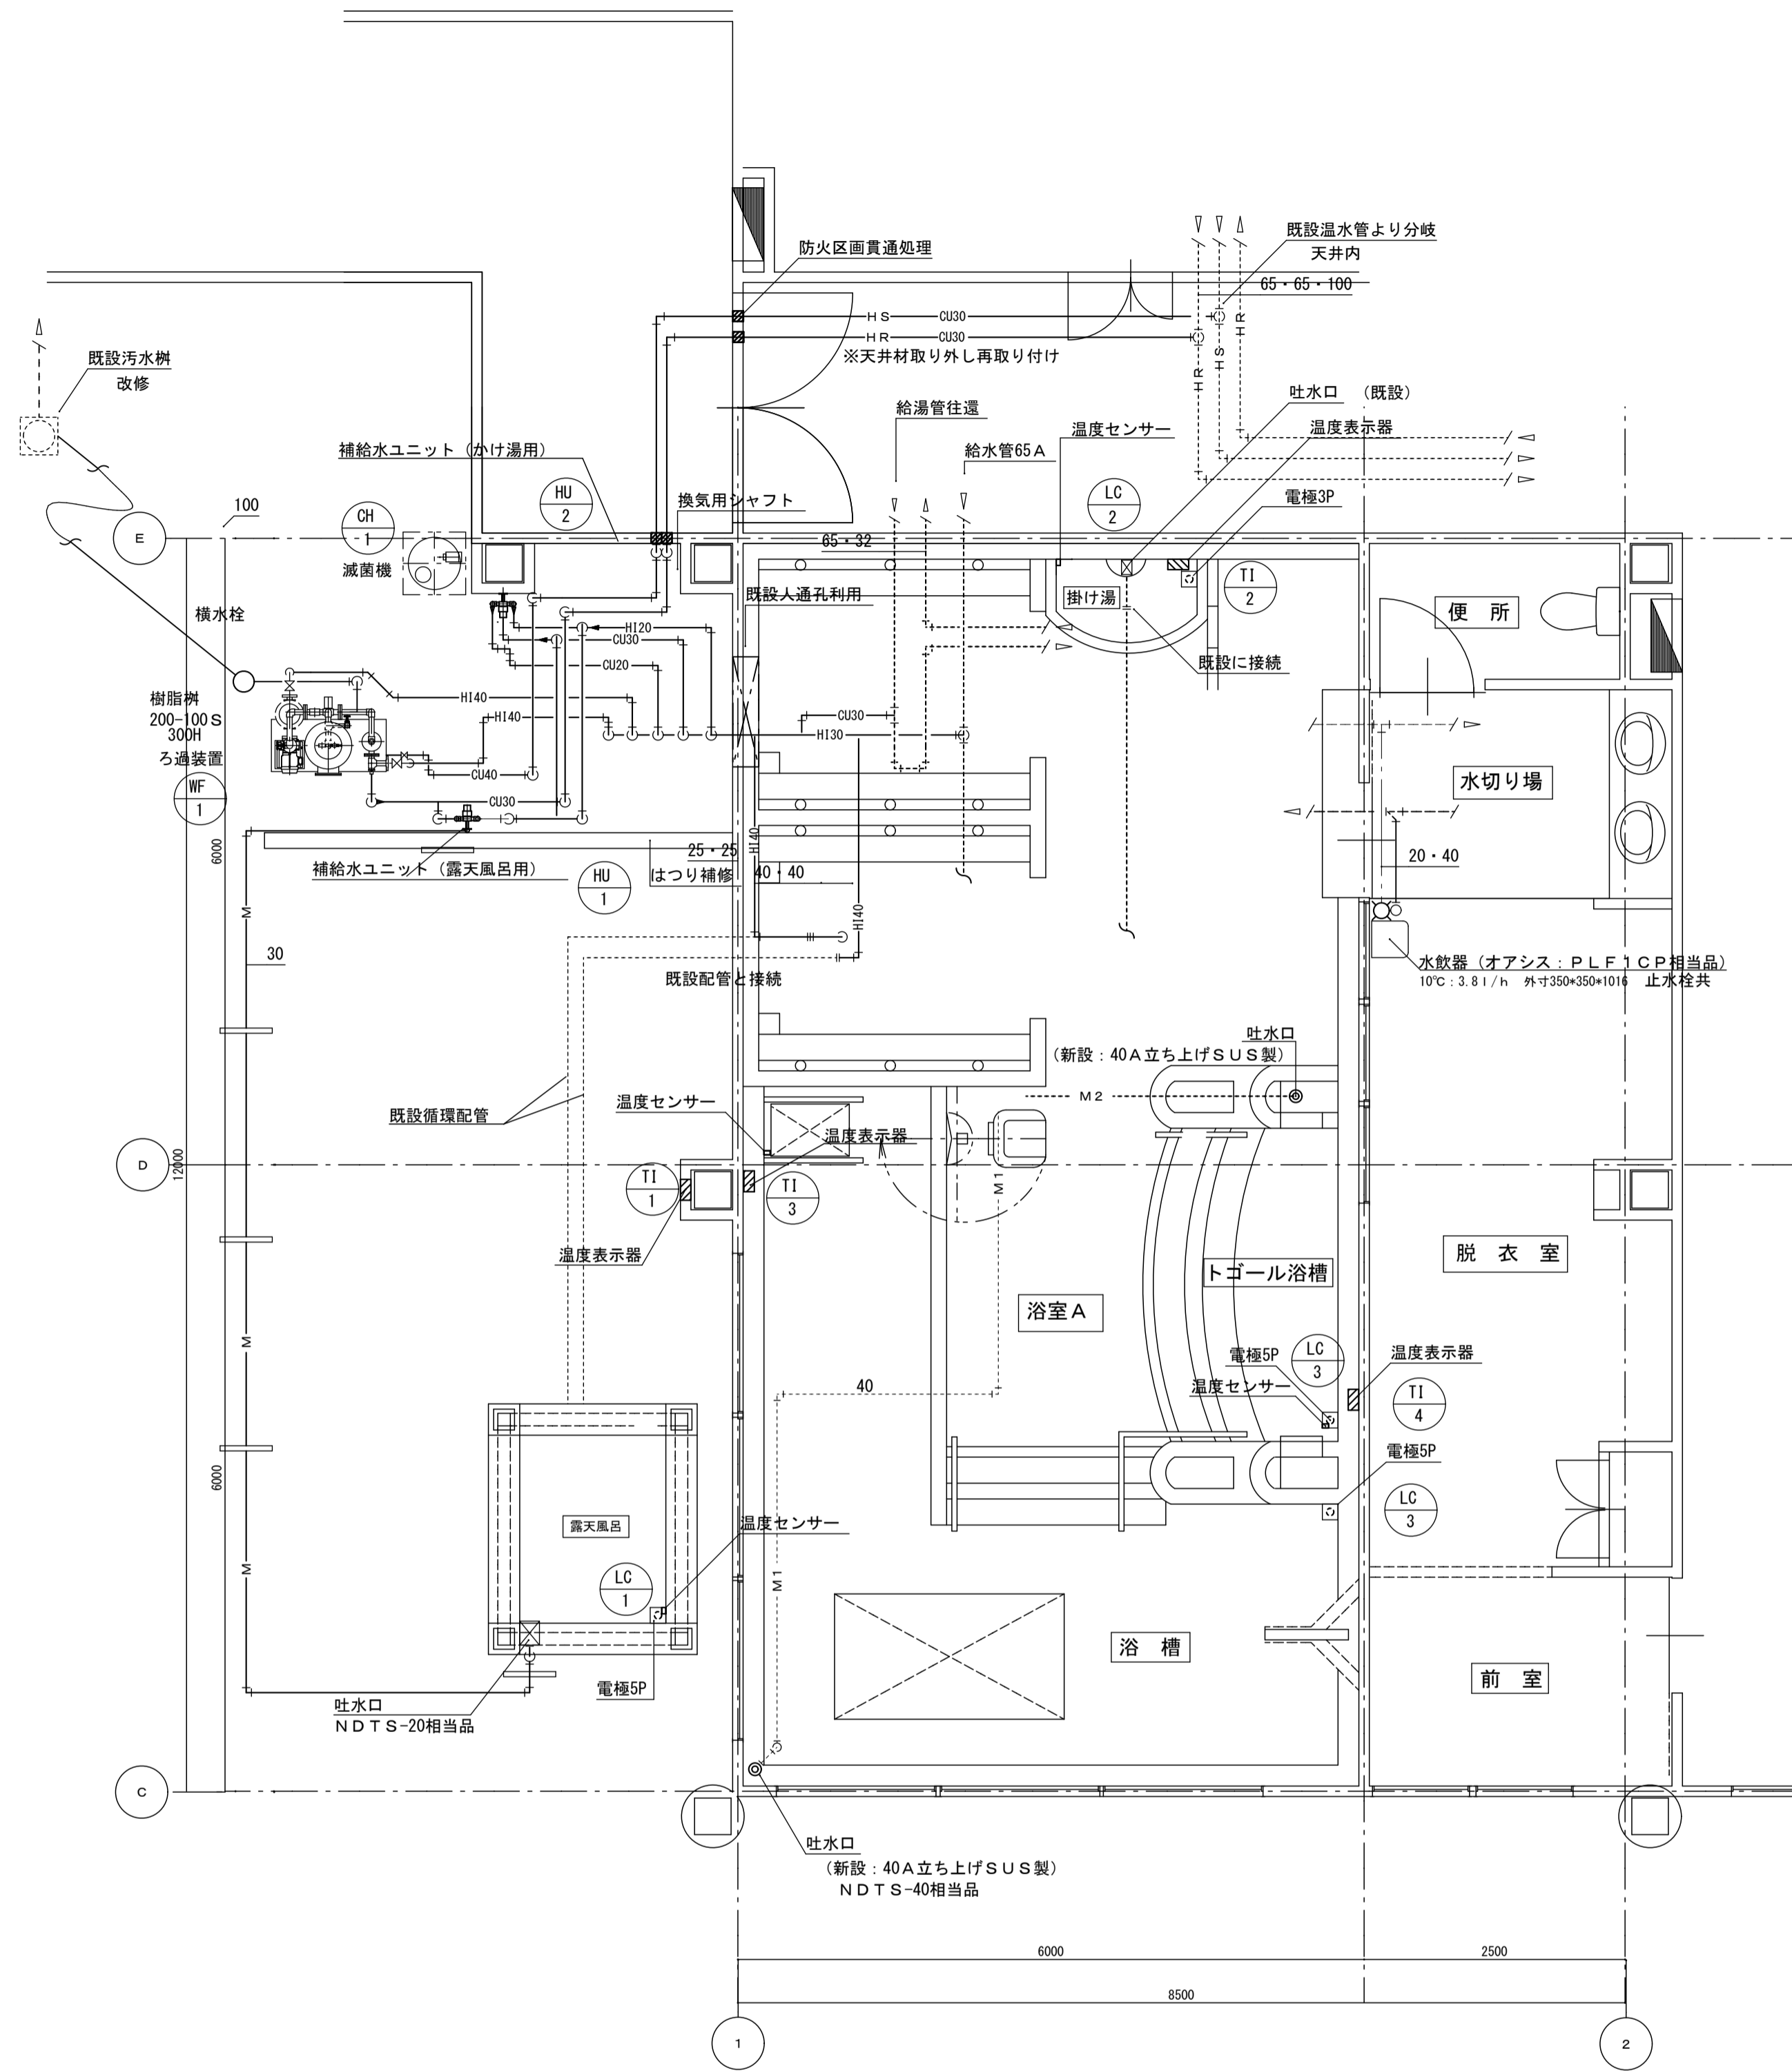 防火区画貫通処理
既設温水管より分岐
天井内
65・65・100
HS
CU30
HR
CU30
※天井材取り外し再取り付け
HR
HS
HR
既設汚水桝
改修
給湯管往還
吐水口　（既設）
温度センサー
温度表示器
給水管65A
補給水ユニット（かけ湯用）
HU
2
換気用シャフト
LC
2
電極3P
100
CH
1
E
滅菌機
65・32
TI
2
既設人通孔利用
掛け湯
便　所
横水栓
HI20
CU30
CU20
既設に接続
樹脂桝
200-100S
300H
HI40
HI40
CU30
HI30
ろ過装置
WF
1
CU40
水切り場
CU30
HI40
6000
25・25
はつり補修
40・40
20・40
補給水ユニット（露天風呂用）
HU
1
M
HI40
30
既設配管と接続
水飲器（オアシス：PLF1CP相当品）
10℃：3.8l/h　外寸350*350*1016　止水栓共
吐水口
（新設：40A立ち上げSUS製）
M2
既設循環配管
温度センサー
温度表示器
D
12000
TI
1
TI
3
M1
温度表示器
脱　衣　室
トゴール浴槽
浴室A
M
電極5P
LC
3
温度表示器
温度センサー
40
TI
4
電極5P
6000
LC
3
露天風呂
温度センサー
M
LC
1
M1
浴　槽
前　室
電極5P
吐水口
NDTS-20相当品
C
吐水口
（新設：40A立ち上げSUS製）
NDTS-40相当品
6000
2500
8500
1
2